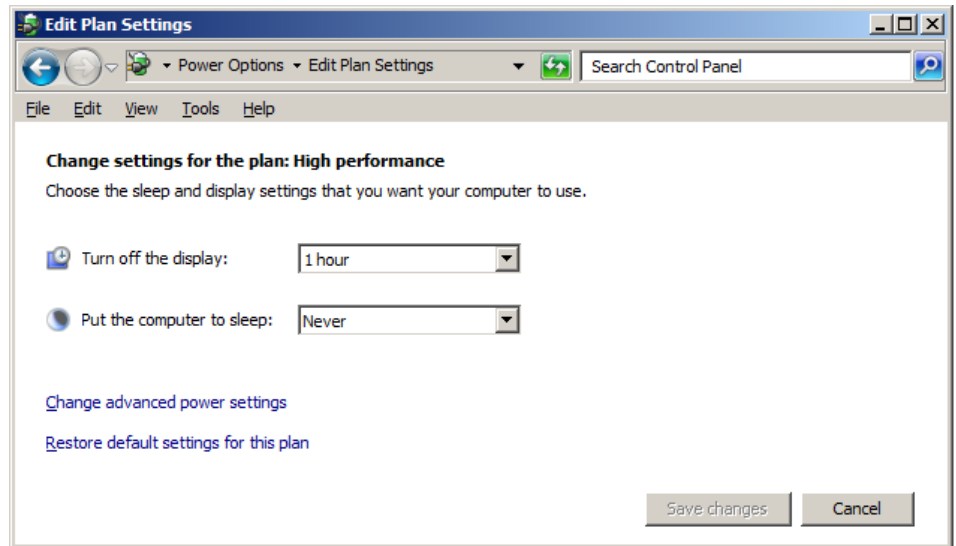 Edit Plan Settings
Power Options Edit Plan Settings Search Control Panel
File Edit View Tools Help
Change settings for the plan: High performance
Choose the sleep and display settings that you want your computer to use.
Turn off the display: 1 hour
Put the computer to sleep: Never
Change advanced power settings
Restore default settings for this plan
Save changes Cancel